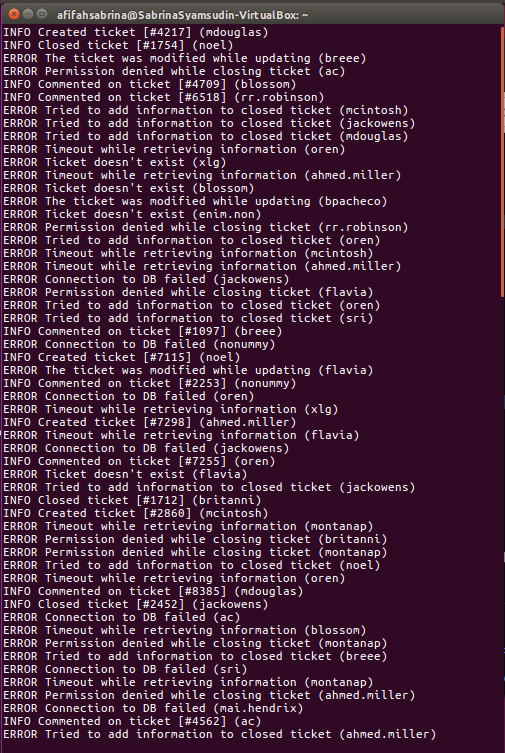 afifahsabrina@SabrinaSyamsudin-VirtualBox: ~
INFO Created ticket [#4217] (mdouglas)
INFO Closed ticket [#1754] (noel)
ERROR The ticket was modified while updating (breee)
ERROR Permission denied while closing ticket (ac)
INFO Commented on ticket [#4709] (blossom)
INFO Commented on ticket [#6518] (rr.robinson)
ERROR Tried to add information to closed ticket (mcintosh)
ERROR Tried to add information to closed ticket (jackowens)
ERROR Tried to add information to closed ticket (mdouglas)
ERROR Timeout while retrieving information (oren)
ERROR Ticket doesn't exist (xlg)
ERROR Timeout while retrieving information (ahmed.miller)
ERROR Ticket doesn't exist (blossom)
ERROR The ticket was modified while updating (bpacheco)
ERROR Ticket doesn't exist (enim.non)
ERROR Permission denied while closing ticket (rr.robinson)
ERROR Tried to add information to closed ticket (oren)
ERROR Timeout while retrieving information (mcintosh)
ERROR Timeout while retrieving information (ahmed.miller)
ERROR Connection to DB failed (jackowens)
ERROR Permission denied while closing ticket (flavia)
ERROR Tried to add information to closed ticket (oren)
ERROR Tried to add information to closed ticket (sri)
INFO Commented on ticket [#1097] (breee)
ERROR Connection to DB failed (nonummy)
INFO Created ticket [#7115] (noel)
ERROR The ticket was modified while updating (flavia)
INFO Commented on ticket [#2253] (nonummy)
ERROR Connection to DB failed (oren)
ERROR Timeout while retrieving information (xlg)
INFO Created ticket [#7298] (ahmed.miller)
ERROR Timeout while retrieving information (flavia)
ERROR Connection to DB failed (jackowens)
INFO Commented on ticket [#7255] (oren)
ERROR Ticket doesn't exist (flavia)
ERROR Tried to add information to closed ticket (jackowens)
INFO Closed ticket [#1712] (britanni)
INFO Created ticket [#2860] (mcintosh)
ERROR Timeout while retrieving information (montanap)
ERROR Permission denied while closing ticket (britanni)
ERROR Permission denied while closing ticket (montanap)
ERROR Tried to add information to closed ticket (noel)
ERROR Timeout while retrieving information (oren)
INFO Commented on ticket [#8385] (mdouglas)
INFO Closed ticket [#2452] (jackowens)
ERROR Connection to DB failed (ac)
ERROR Timeout while retrieving information (blossom)
ERROR Permission denied while closing ticket (montanap)
ERROR Tried to add information to closed ticket (breee)
ERROR Connection to DB failed (sri)
ERROR Timeout while retrieving information (montanap)
ERROR Permission denied while closing ticket (ahmed.miller)
ERROR Connection to DB failed (mai.hendrix)
INFO Commented on ticket [#4562] (ac)
ERROR Tried to add information to closed ticket (ahmed.miller)